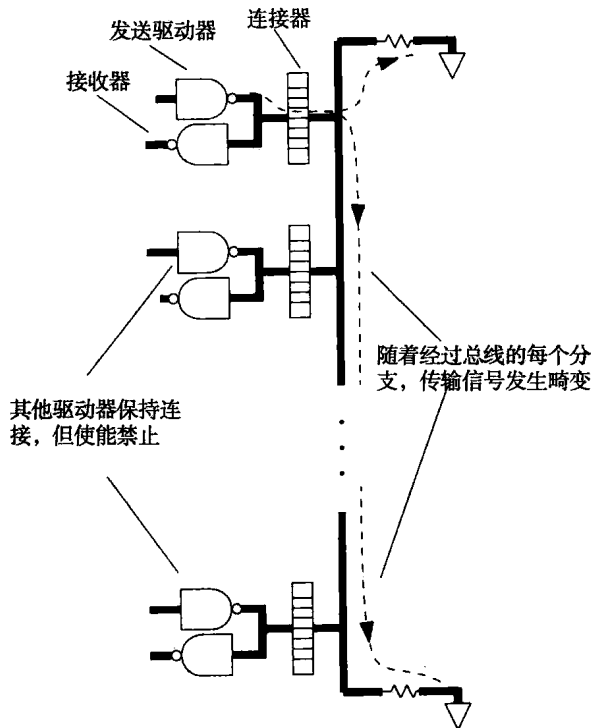 发送驱动器
连接器
接收器
随着经过总线的每个分
支，传输信号发生畸变
其他驱动器保持连
接，但使能禁止